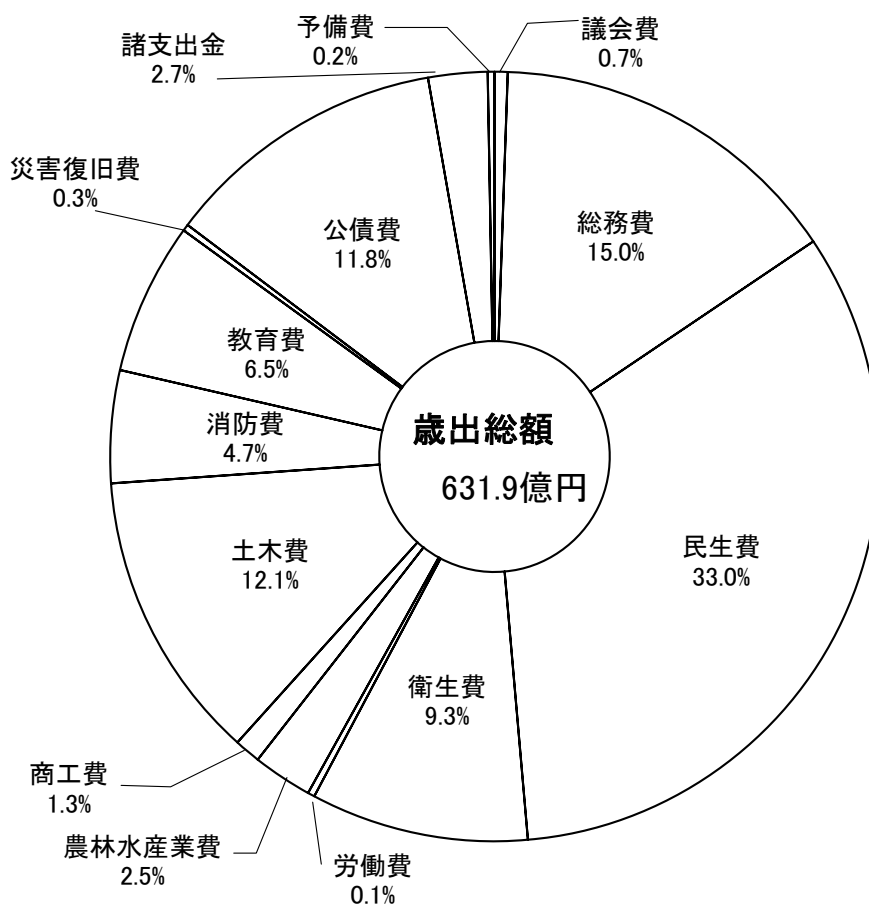 予備費
0.2%
議会費
0.7%
諸支出金
2.7%
災害復旧費
0.3%
公債費
11.8%
総務費
15.0%
教育費
6.5%
消防費
4.7%
歳出総額
631.9億円
土木費
12.1%
民生費
33.0%
衛生費
9.3%
商工費
1.3%
農林水産業費
2.5%
労働費
0.1%